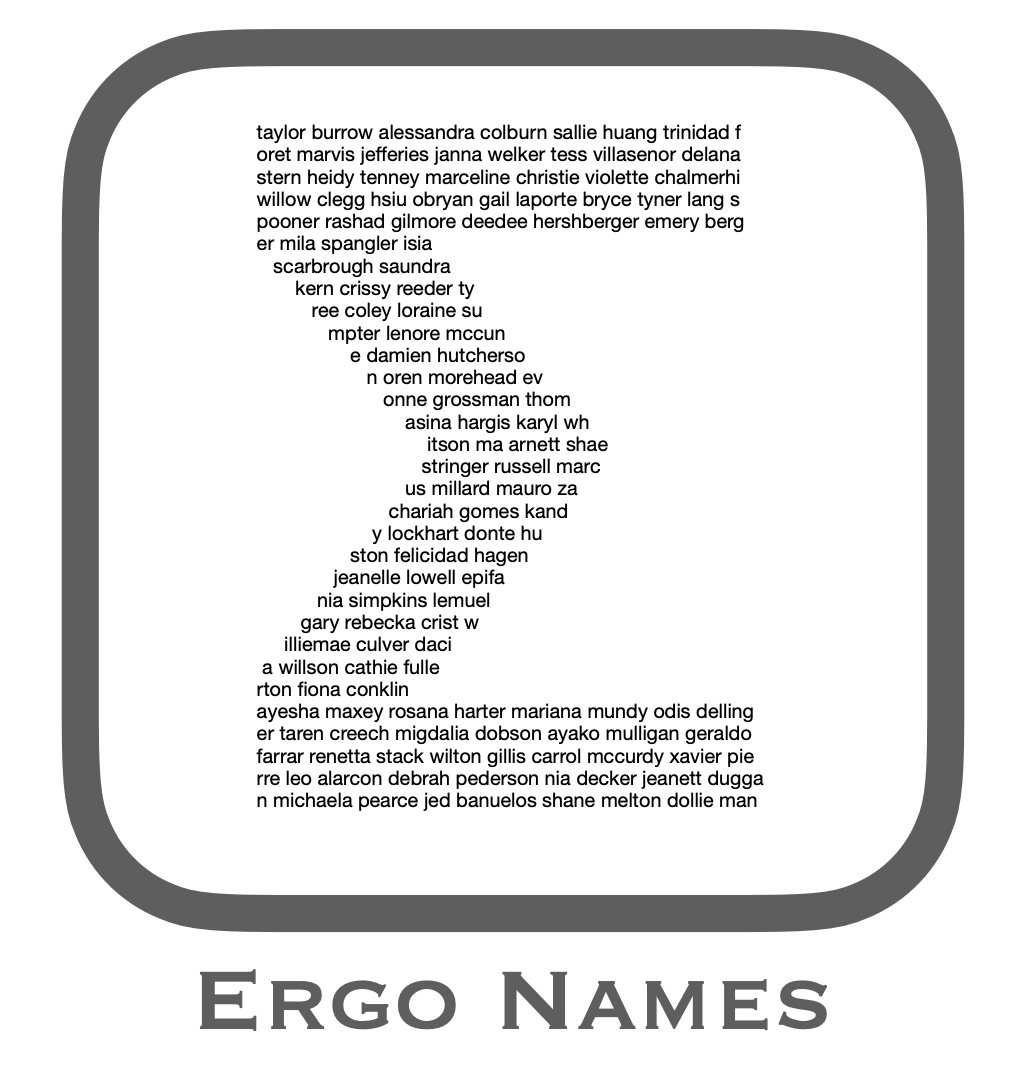 taylor burrow alessandra colburn sallie huang trinidad f
oret marvis jefferies janna welker tess villasenor delana
stern heidy tenney marceline christie violette chalmerhi
willow clegg hsiu obryan gail laporte bryce tyner lang s
pooner rashad gilmore deedee hershberger emery berg
er mila spangler isia
scarbrough saundra
kern crissy reeder ty
ree coley loraine su
mpter lenore mccun
e damien hutcherso
n oren morehead ev
onne grossman thom
asina hargis karyl wh
itson ma arnett shae
stringer russell marc
us millard mauro za
chariah gomes kand
y lockhart donte hu
ston felicidad hagen
jeanelle lowell epifa
nia simpkins lemuel
gary rebecka crist w
illiemae culver daci
a willson cathie fulle
rton fiona conklin
ayesha maxey rosana harter mariana mundy odis delling
er taren creech migdalia dobson ayako mulligan geraldo
farrar renetta stack wilton gillis carrol mccurdy xavier pie
rre leo alarcon debrah pederson nia decker jeanett dugga
n michaela pearce jed banuelos shane melton dollie man
Ergo Names